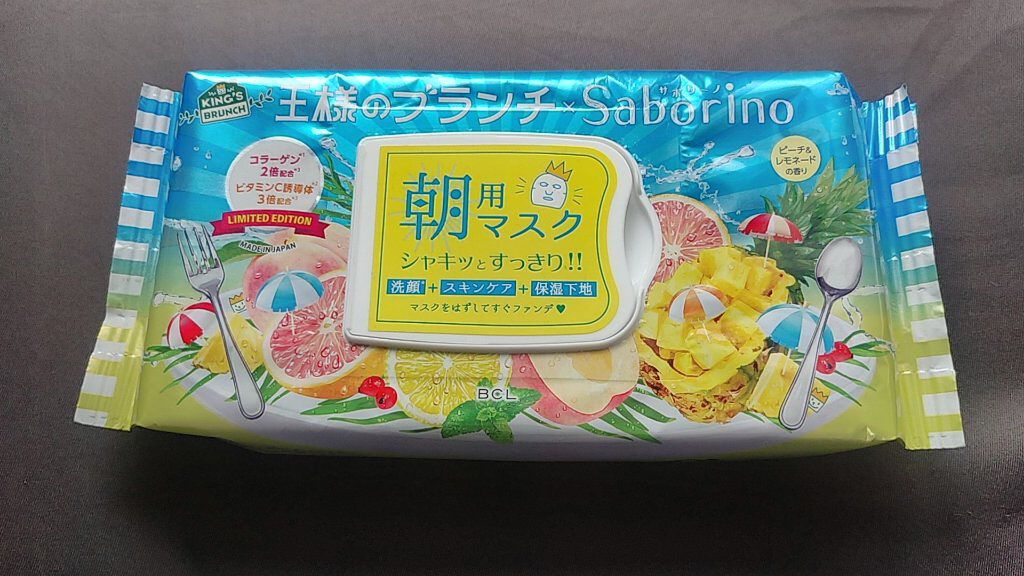 KING'S
BRUNCH
王様のブランチ×Saborino
サボリーノ
コラーゲン*1
2倍配合*3
ビタミンC誘導体*2
3倍配合*3
LIMITED EDITION
MADE IN JAPAN
ピーチ&
レモネード
の香り
朝用マスク
シャキッとすっきり!!
洗顔+スキンケア+保湿下地
マスクをはずしてすぐファンデ♥
BCL